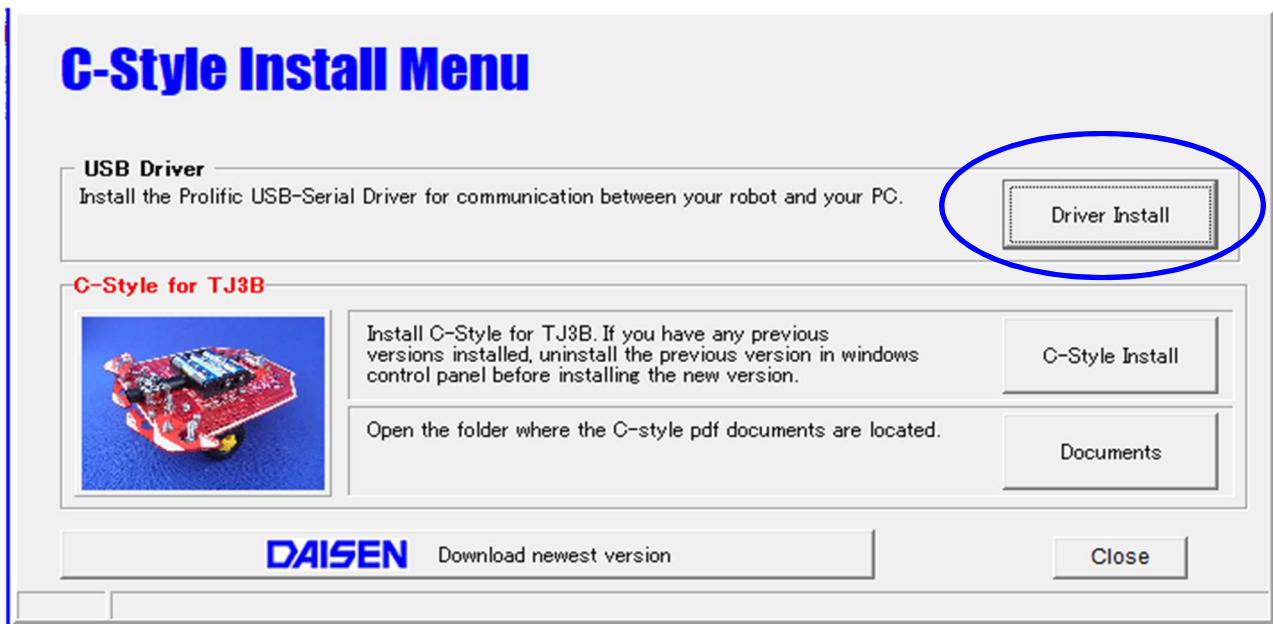 C-Style Install Menu
USB Driver
Install the Prolific USB-Serial Driver for communication between your robot and your PC.
Driver Install
C-Style for TJ3B
Install C-Style for TJ3B. If you have any previous
versions installed, uninstall the previous version in windows
control panel before installing the new version.
C-Style Install
Open the folder where the C-style pdf documents are located.
Documents
DAISEN Download newest version
Close